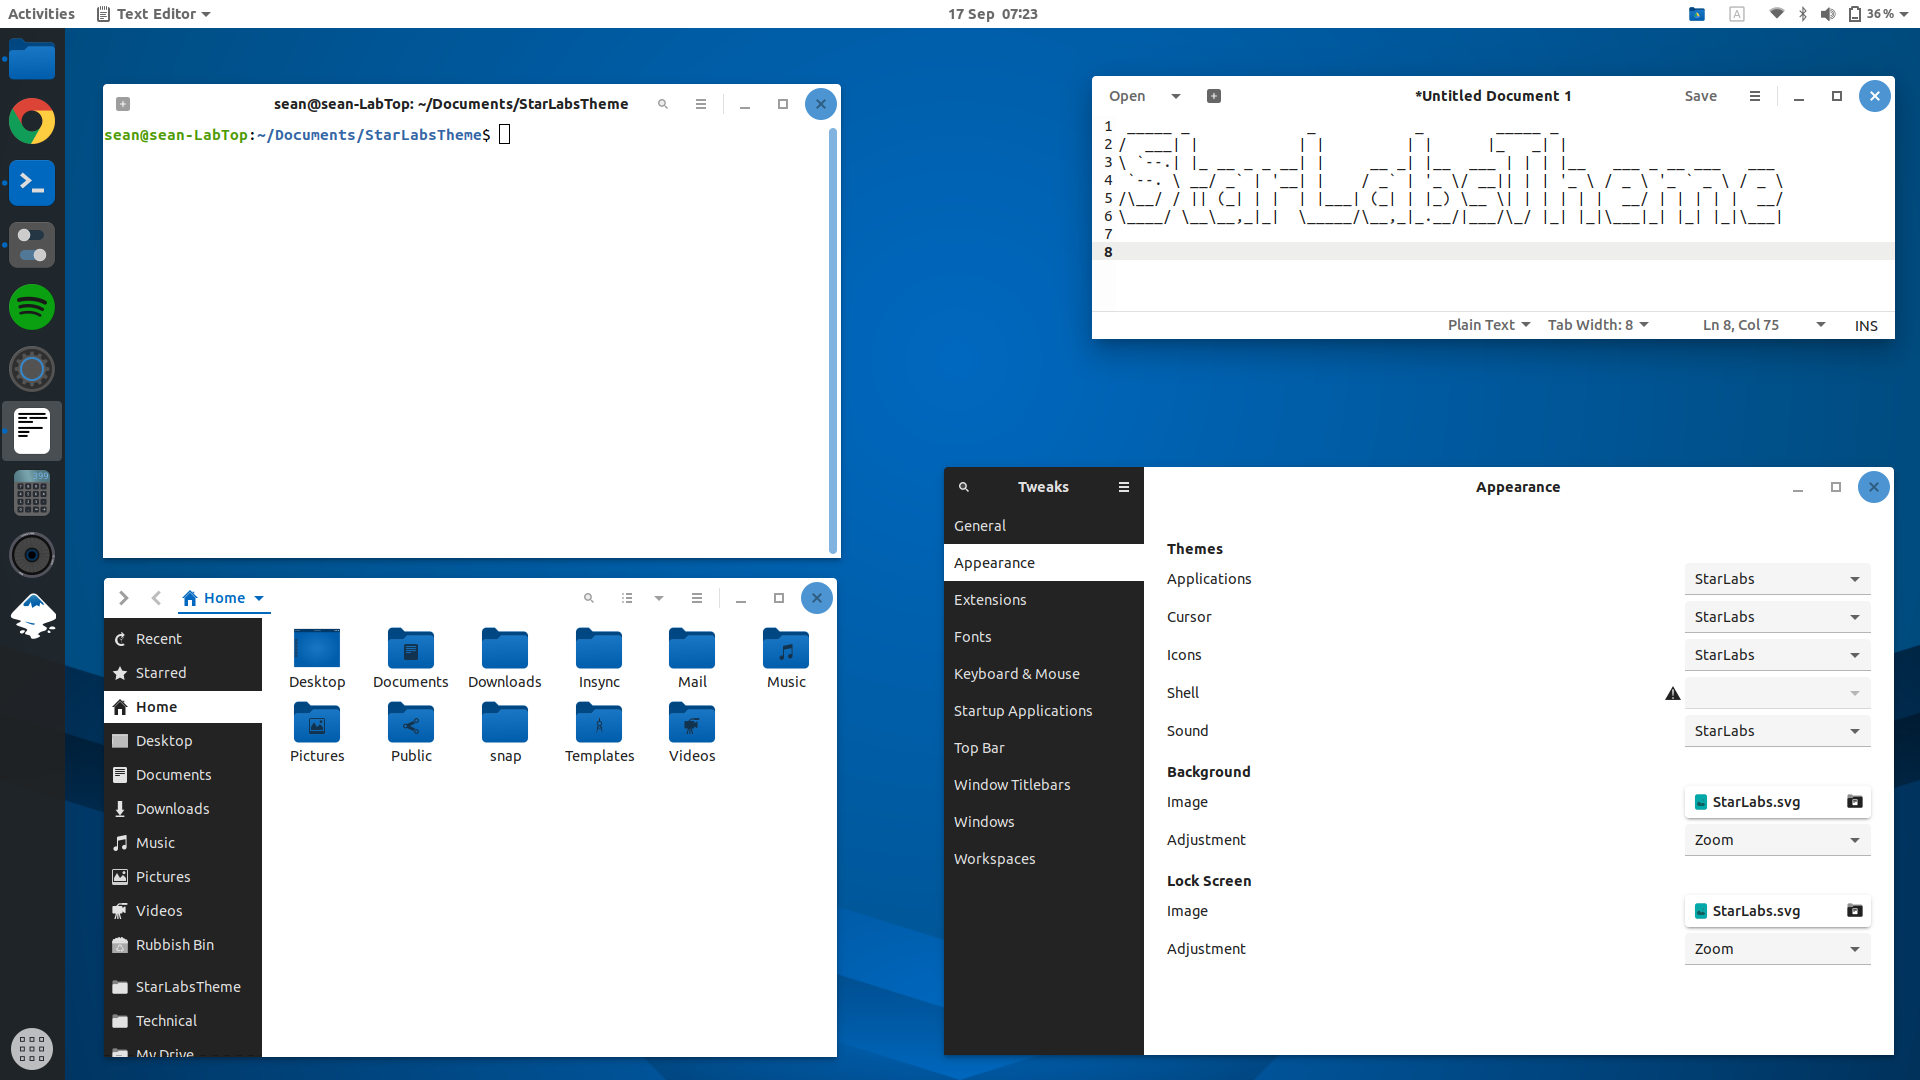 Activities
Text Editor
17 Sep 07:23
A
36 %
sean@sean-LabTop: ~/Documents/StarLabsTheme
sean@sean-LabTop:~/Documents/StarLabsTheme$
Open
*Untitled Document 1
Save
1
2
3
4
5
6
7
8
StarLabsTheme
Plain Text
Tab Width: 8
Ln 8, Col 75
INS
Home
Recent
Starred
Home
Desktop
Documents
Downloads
Music
Pictures
Videos
Rubbish Bin
StarLabsTheme
Technical
My Drive
Desktop
Documents
Downloads
Insync
Mail
Music
Pictures
Public
snap
Templates
Videos
Tweaks
General
Appearance
Extensions
Fonts
Keyboard & Mouse
Startup Applications
Top Bar
Window Titlebars
Windows
Workspaces
Appearance
Themes
Applications StarLabs
Cursor StarLabs
Icons StarLabs
Shell
Sound StarLabs
Background
Image StarLabs.svg
Adjustment Zoom
Lock Screen
Image StarLabs.svg
Adjustment Zoom